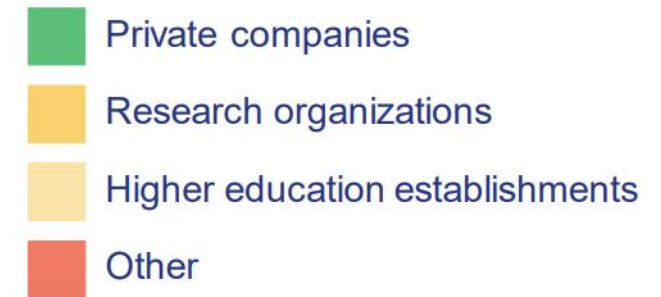 Private companies
Research organizations
Higher education establishments
Other